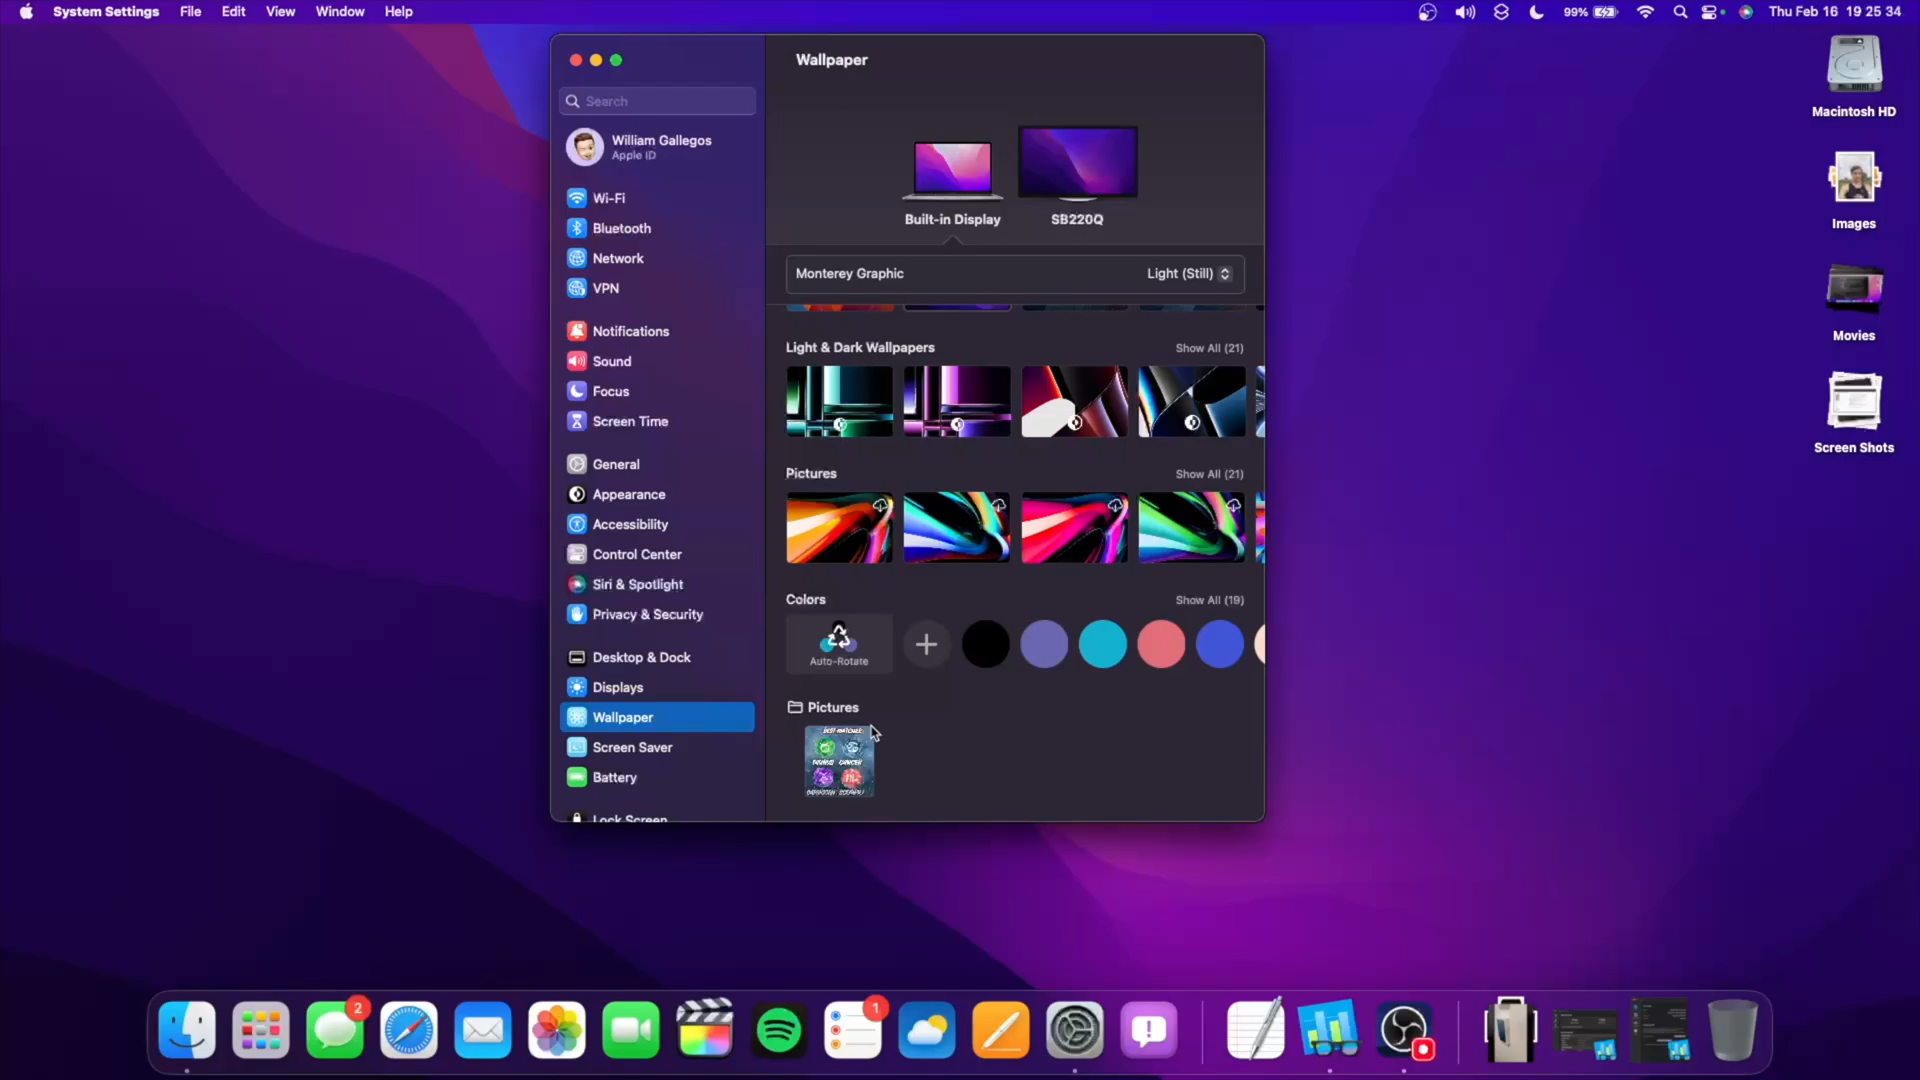 System Settings File Edit View Window Help
99% Thu Feb 16 19 25 34
Wallpaper
Search
William Gallegos
Apple iD
Wi-Fi
Bluetooth
Network
VPN
Notifications
Sound
Focus
Screen Time
General
Appearance
Accessibility
Control Center
Siri & Spotlight
Privacy & Security
Desktop & Dock
Displays
Wallpaper
Screen Saver
Battery
Lock Screen
Built-in Display
SB220Q
Monterey Graphic Light (Still)
Light & Dark Wallpapers Show All (21)
Pictures Show All (21)
Colors Show All (19)
Auto-Rotate
Pictures
Macintosh HD
Images
Movies
Screen Shots
2
1